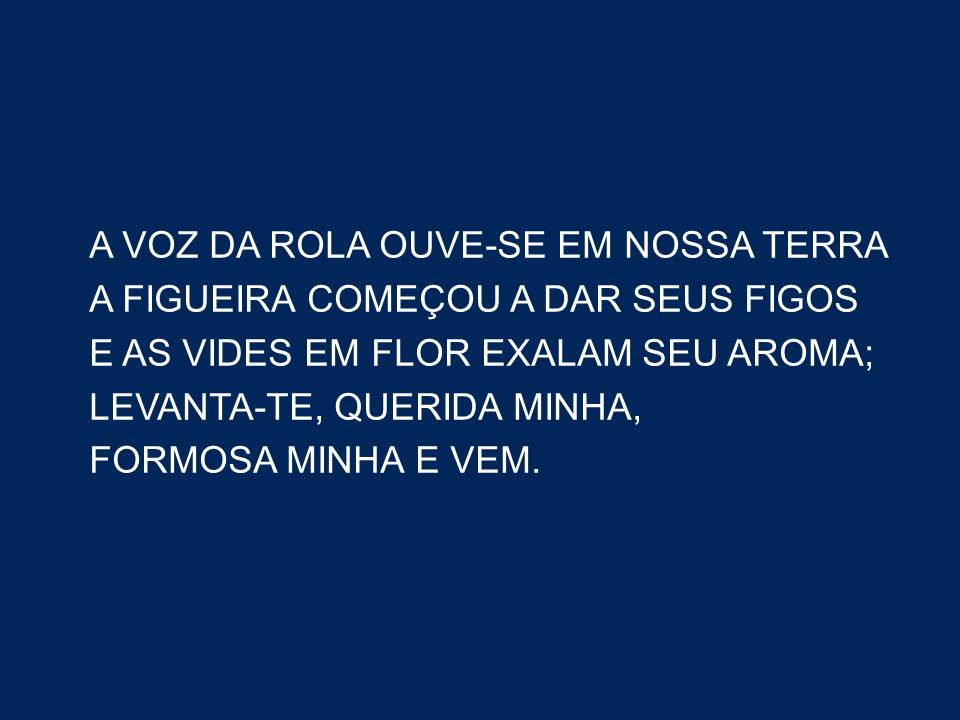 A VOZ DA ROLA OUVE-SE EM NOSSA TERRA
A FIGUEIRA COMEÇOU A DAR SEUS FIGOS
E AS VIDES EM FLOR EXALAM SEU AROMA;
LEVANTA-TE, QUERIDA MINHA,
FORMOSA MINHA E VEM.